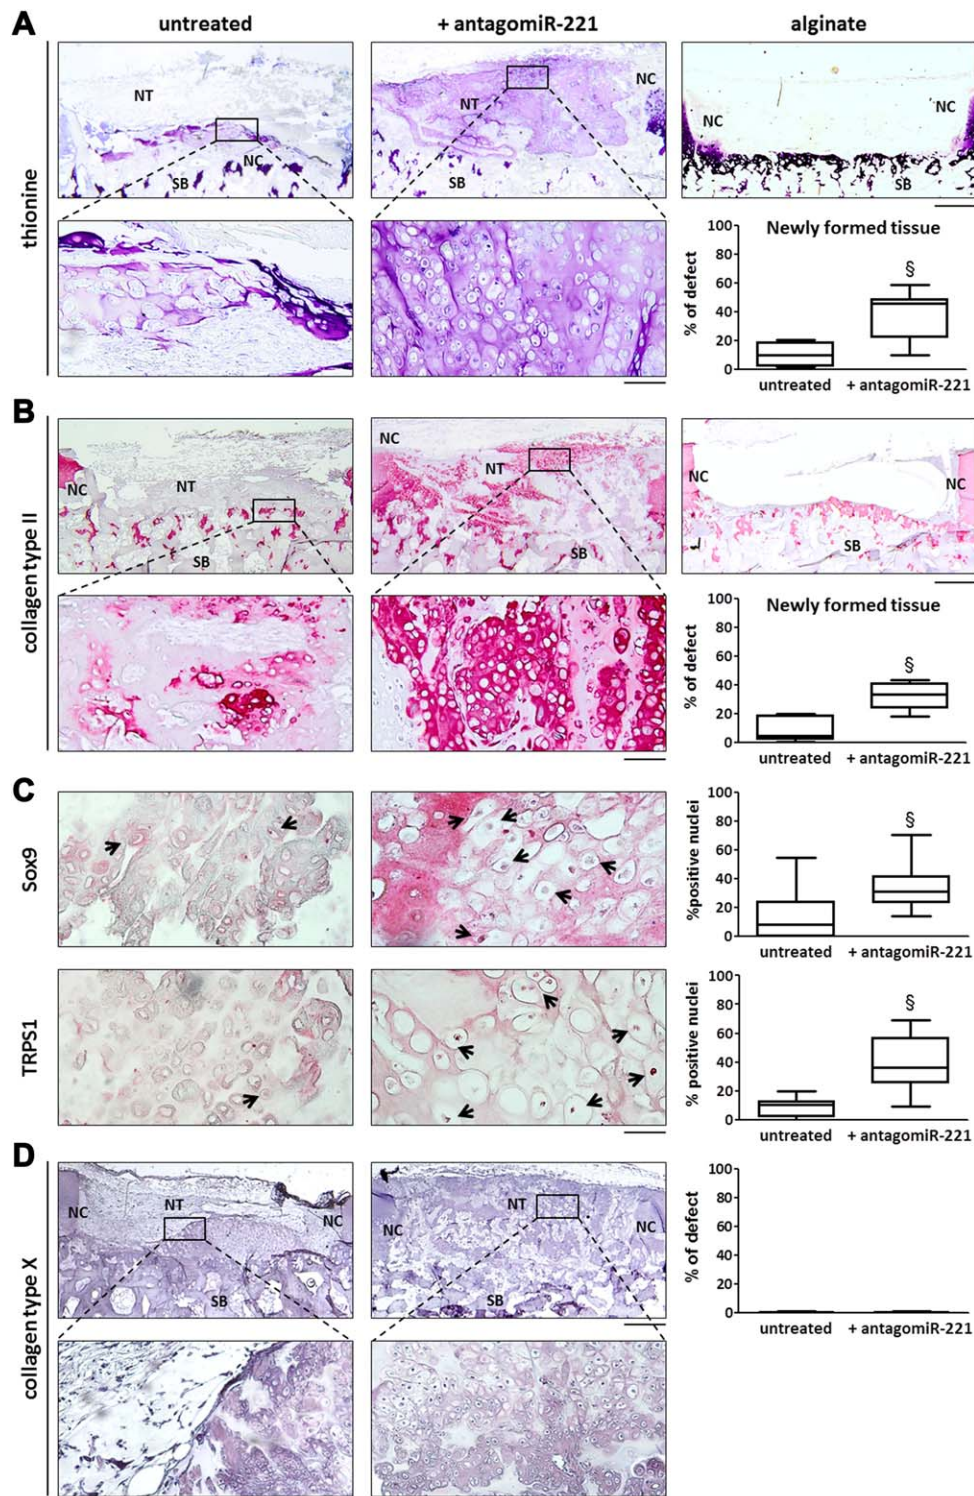 A
untreated
+ antagomiR-221
alginate
thionine
NT
NC
SB
NC
NT
SB
NC
NC
SB
Newly formed tissue
% of defect
100
80
60
40
20
0
§
untreated
+ antagomiR-221
B
collagen type II
NC
NT
SB
NC
NT
SB
NC
NC
SB
Newly formed tissue
% of defect
100
80
60
40
20
0
§
untreated
+ antagomiR-221
C
Sox9
%positive nuclei
100
80
60
40
20
0
§
untreated
+ antagomiR-221
TRPS1
% positive nuclei
100
80
60
40
20
0
§
untreated
+ antagomiR-221
D
collagen type X
NC
NT
NC
SB
NC
NT
NC
SB
% of defect
100
80
60
40
20
0
untreated
+ antagomiR-221